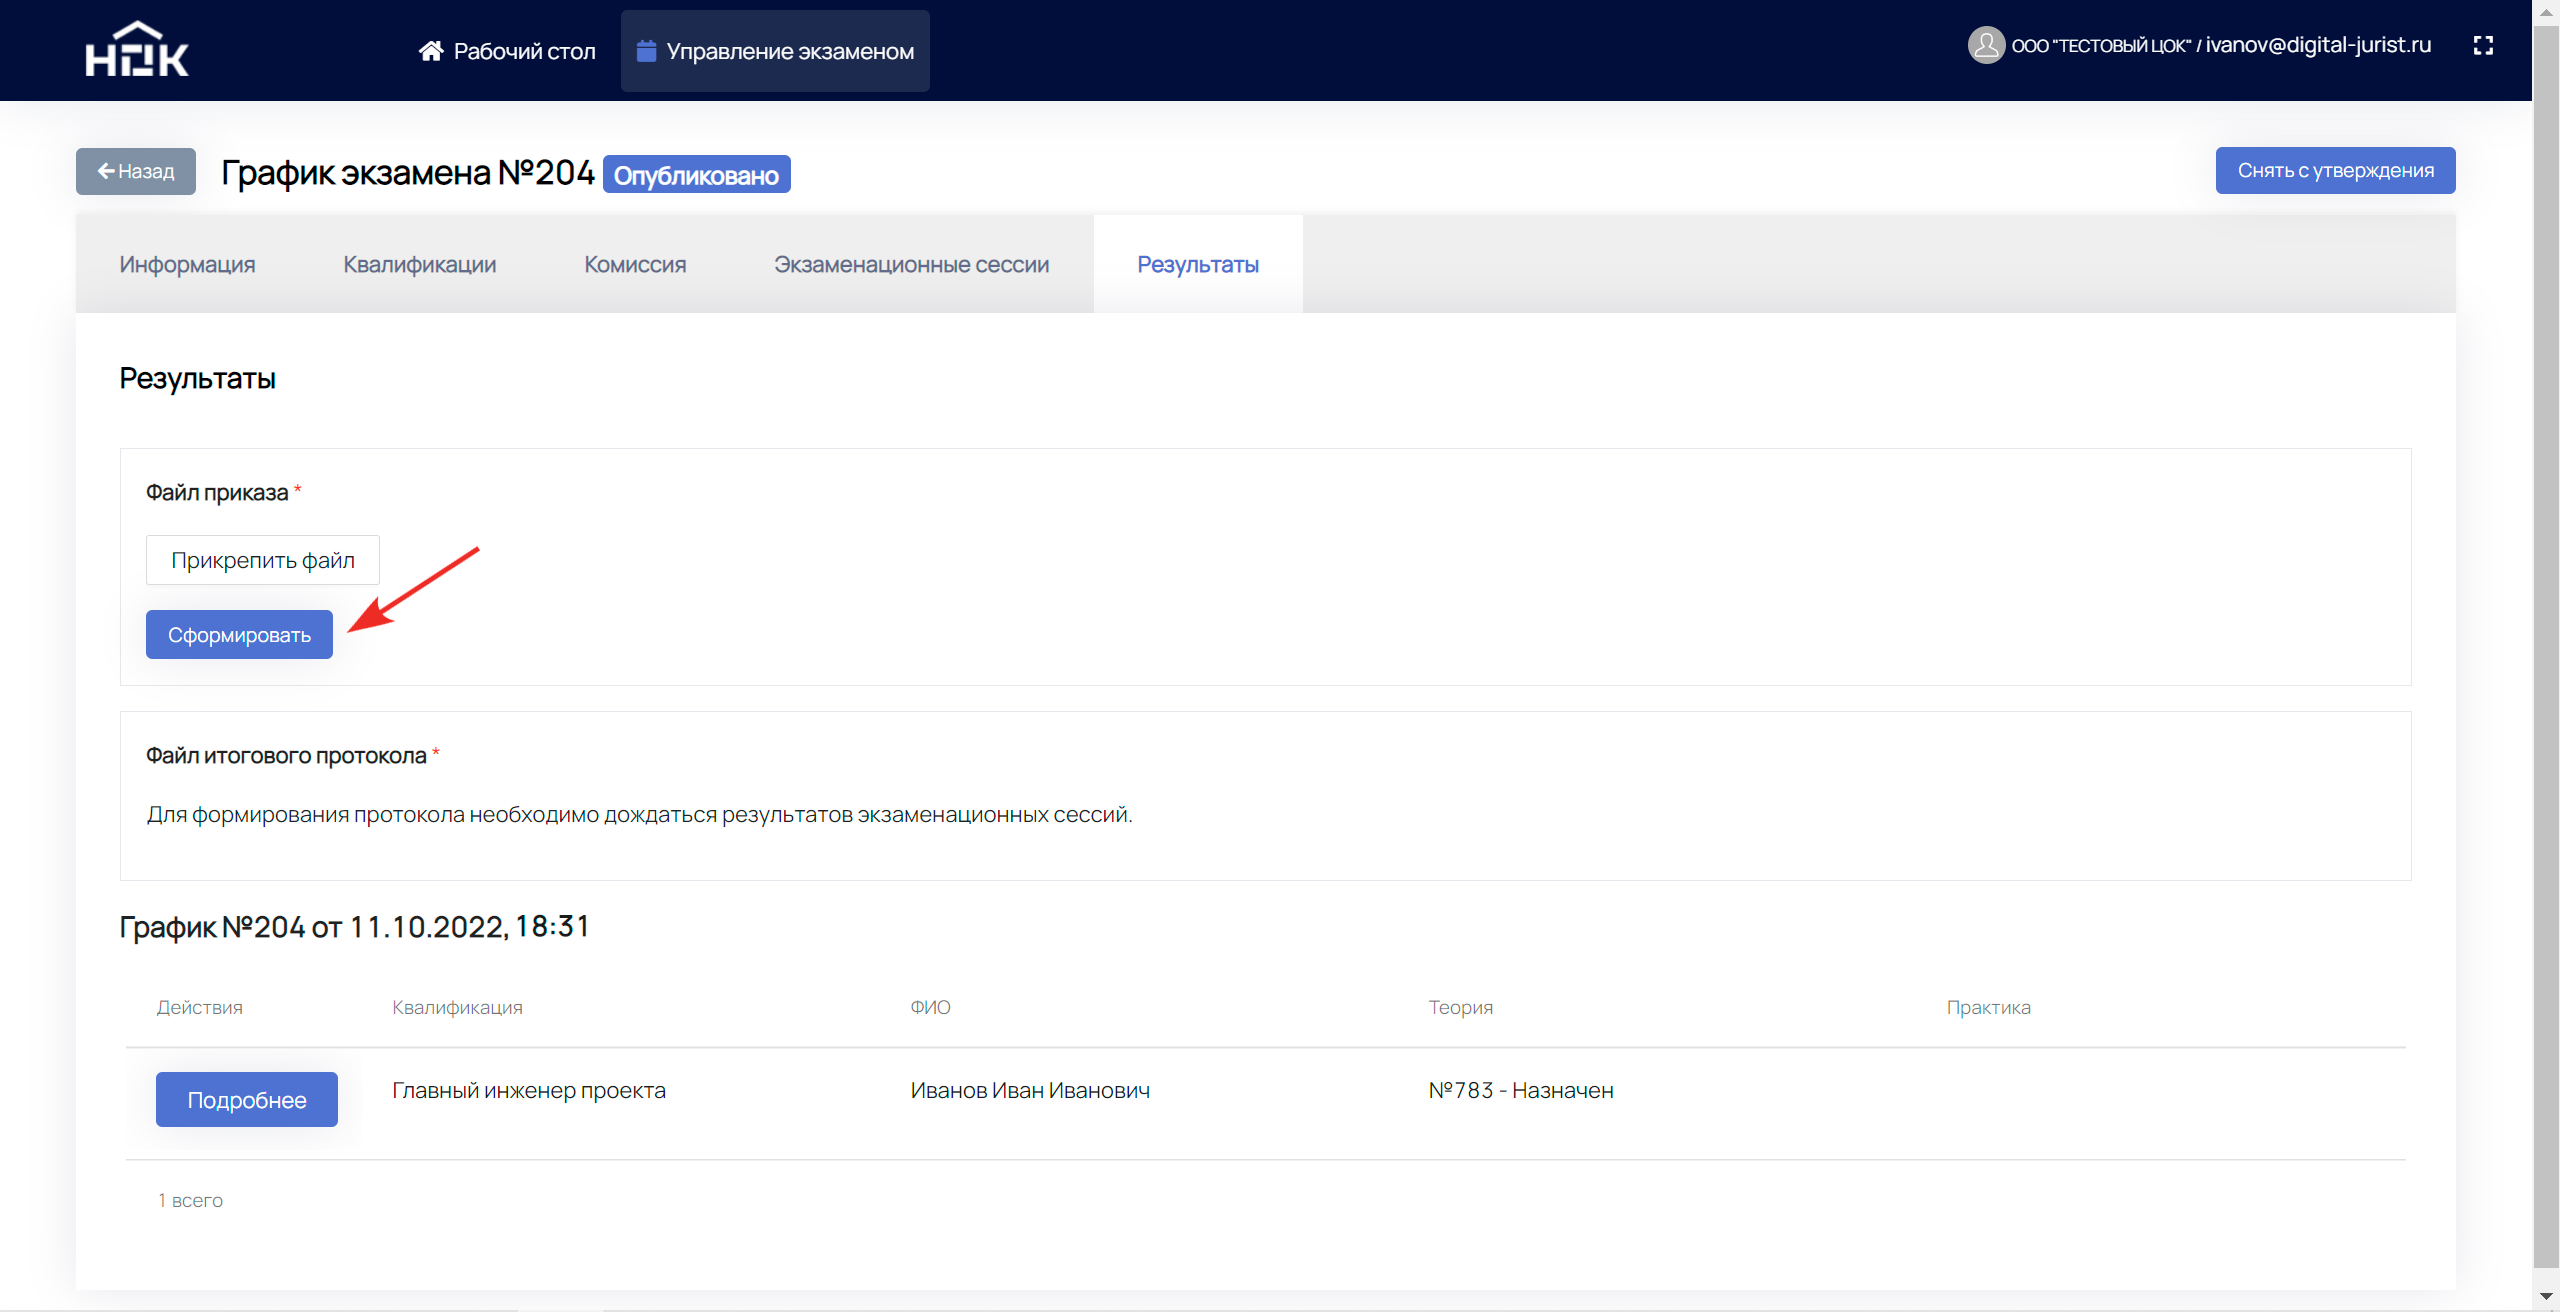 НОК
Рабочий стол
Управление экзаменом
ООО "ТЕСТОВЫЙ ЦОК" / ivanov@digital-jurist.ru
Назад
График экзамена №204
Опубликовано
Снять с утверждения
Информация
Квалификации
Комиссия
Экзаменационные сессии
Результаты
Результаты
Файл приказа *
Прикрепить файл
Сформировать
Файл итогового протокола *
Для формирования протокола необходимо дождаться результатов экзаменационных сессий.
График №204 от 11.10.2022, 18:31
Действия
Квалификация
ФИО
Теория
Практика
Подробнее
Главный инженер проекта
Иванов Иван Иванович
№783 - Назначен
1 всего